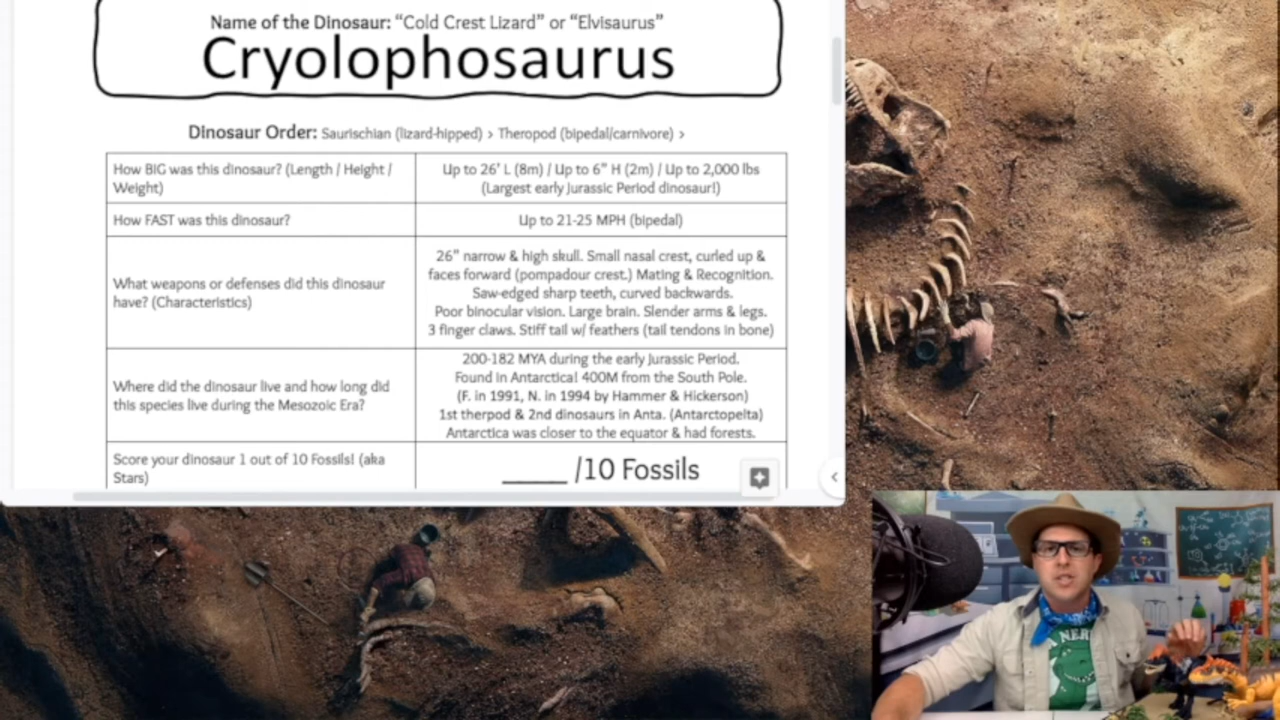 Name of the Dinosaur: “Cold Crest Lizard” or “Elvisaurus”
Cryolophosaurus
Dinosaur Order: Saurischian (lizard-hipped) > Theropod (bipedal/carnivore) >
How BIG was this dinosaur? (Length / Height /
Weight)
Up to 26’ L (8m) / Up to 6” H (2m) / Up to 2,000 lbs
(Largest early Jurassic Period dinosaur!)
How FAST was this dinosaur?
Up to 21-25 MPH (bipedal)
What weapons or defenses did this dinosaur
have? (Characteristics)
26” narrow & high skull. Small nasal crest, curled up &
faces forward (pompadour crest.) Mating & Recognition.
Saw-edged sharp teeth, curved backwards.
Poor binocular vision. Large brain. Slender arms & legs.
3 finger claws. Stiff tail w/ feathers (tail tendons in bone)
Where did the dinosaur live and how long did
this species live during the Mesozoic Era?
200-182 MYA during the early Jurassic Period.
Found in Antarctica! 400M from the South Pole.
(F. in 1991, N. in 1994 by Hammer & Hickerson)
1st therpod & 2nd dinosaurs in Anta. (Antarctopelta)
Antarctica was closer to the equator & had forests.
Score your dinosaur 1 out of 10 Fossils! (aka
Stars)
_____ /10 Fossils
NERD